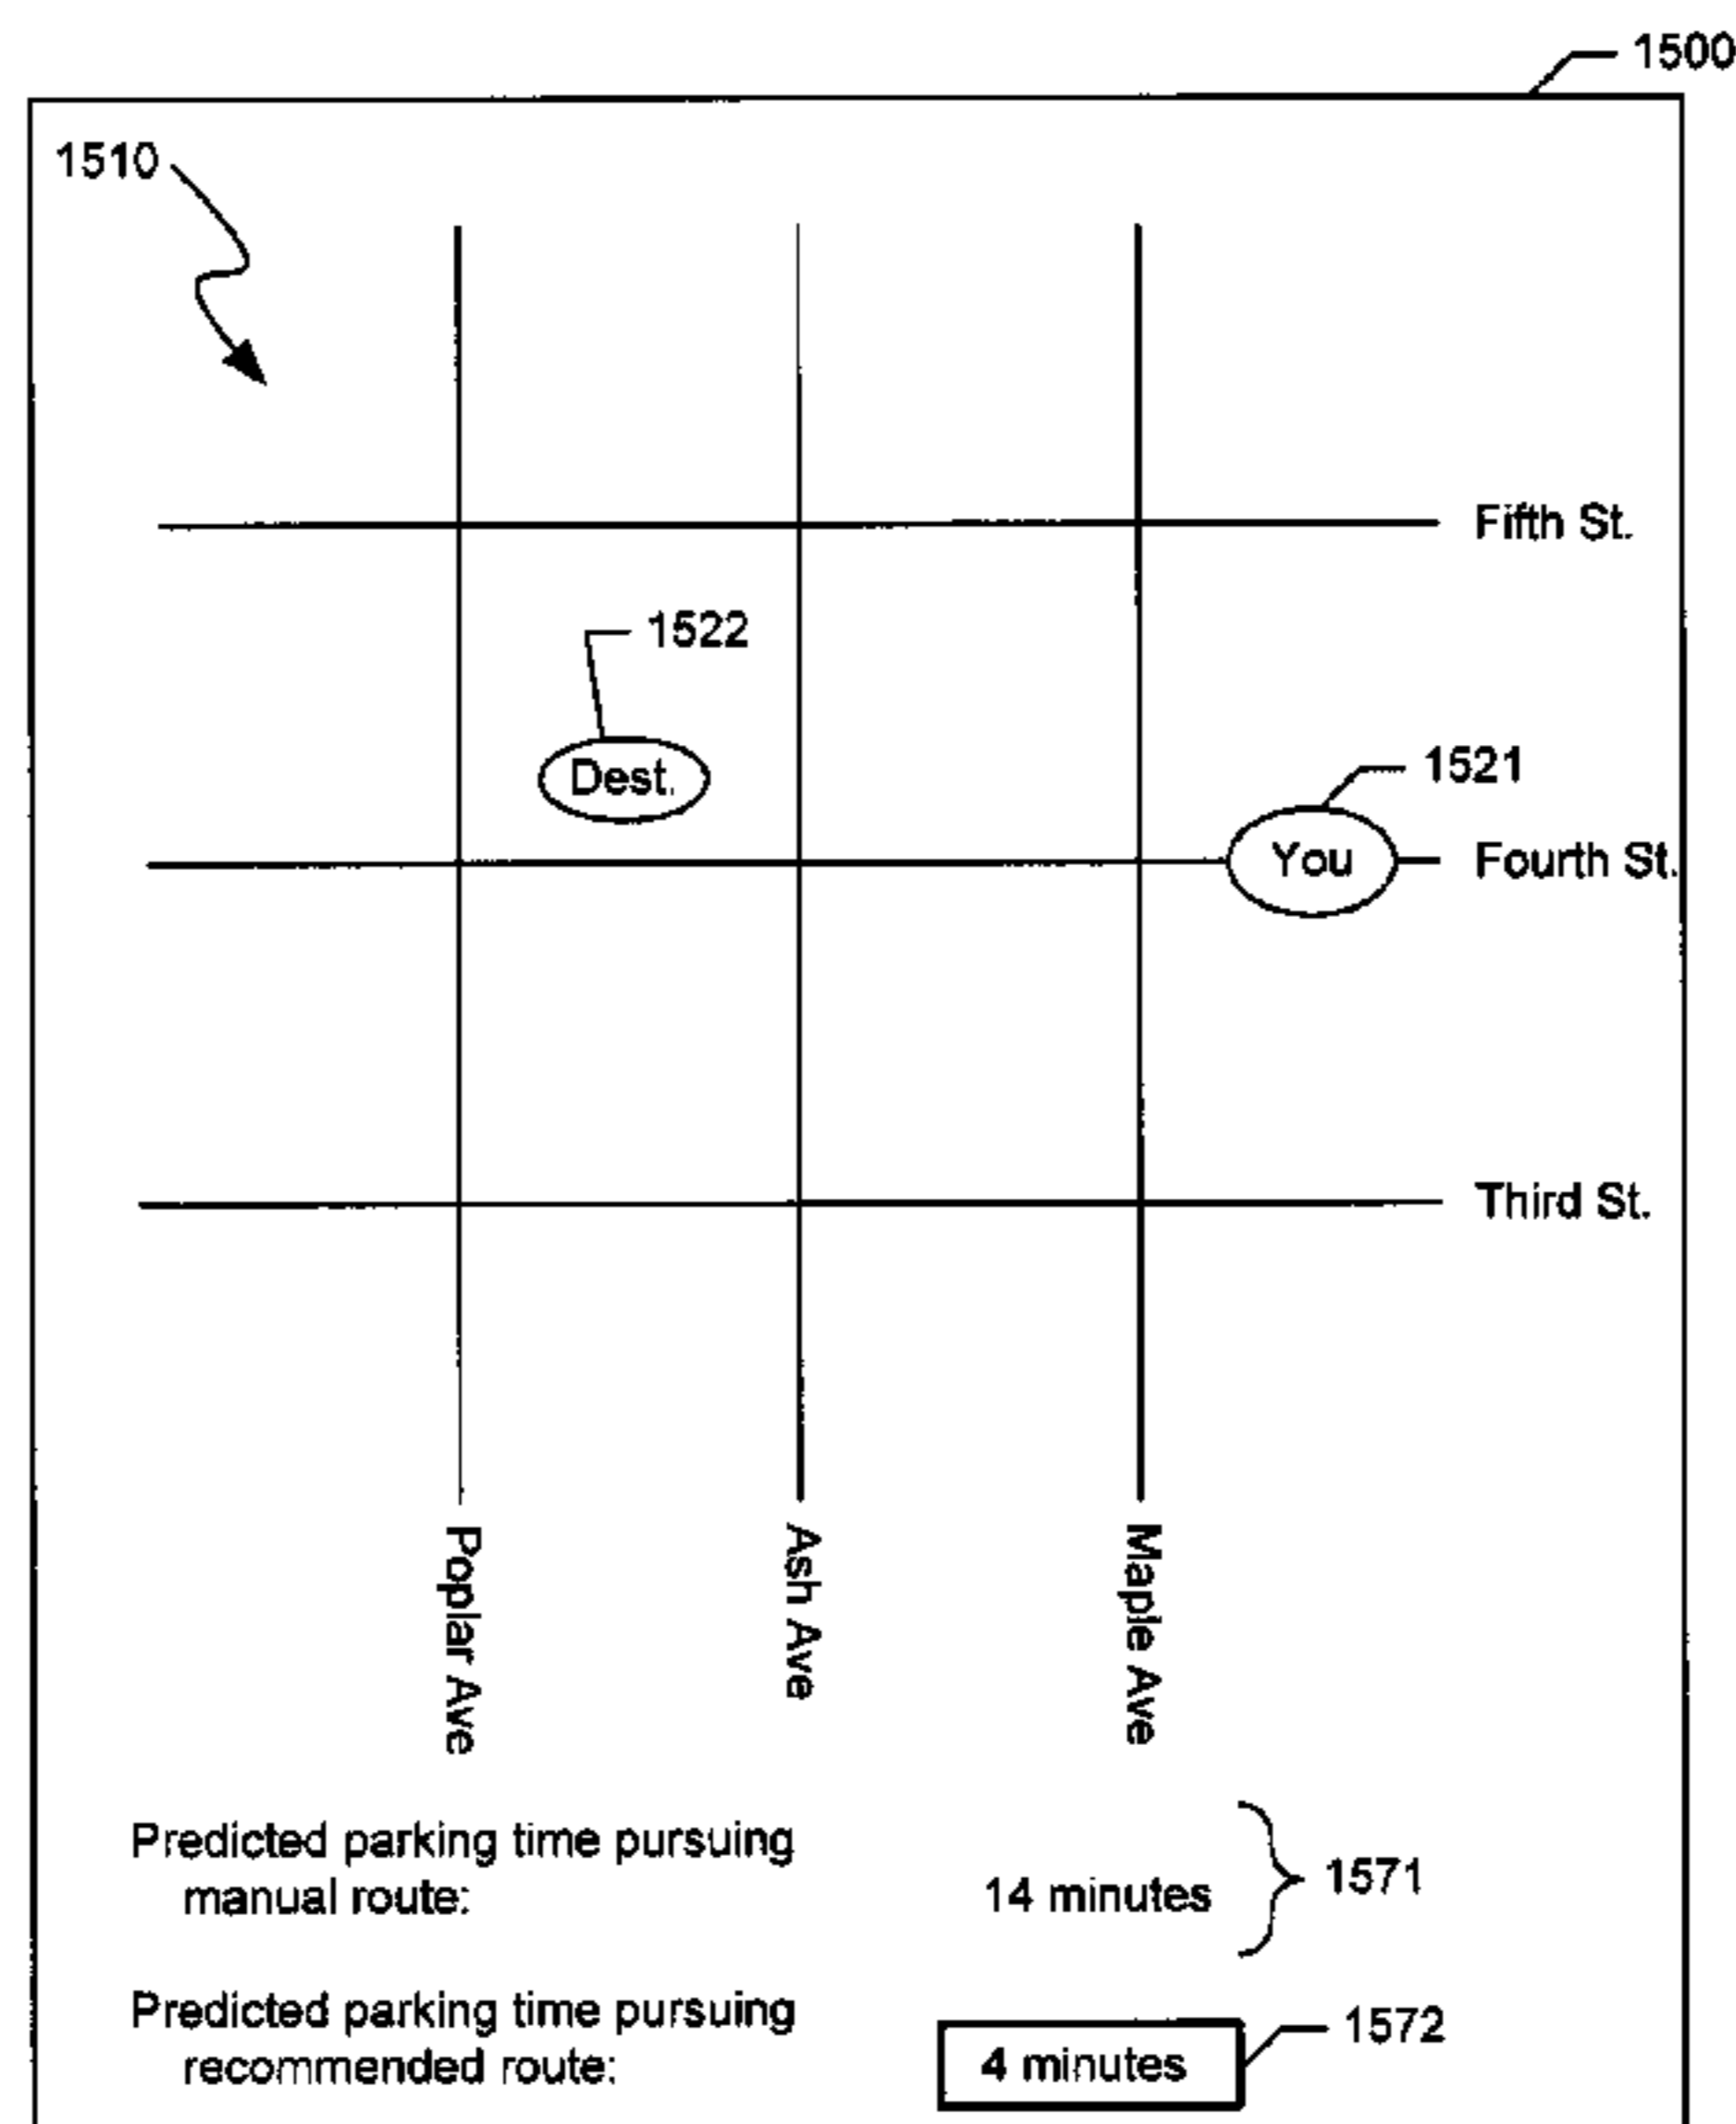 1500
1510
Fifth St.
1522
Dest.
1521
You
Fourth St.
Third St.
Poplar Ave
Ash Ave
Maple Ave
Predicted parking time pursuing
manual route:
14 minutes
1571
Predicted parking time pursuing
recommended route:
4 minutes
1572